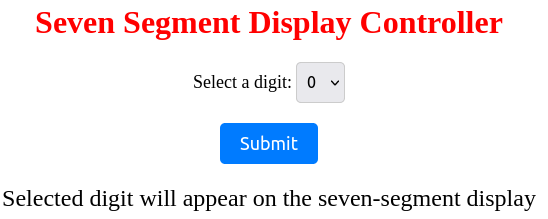 Seven Segment Display Controller
Select a digit: 0
Submit
Selected digit will appear on the seven-segment display